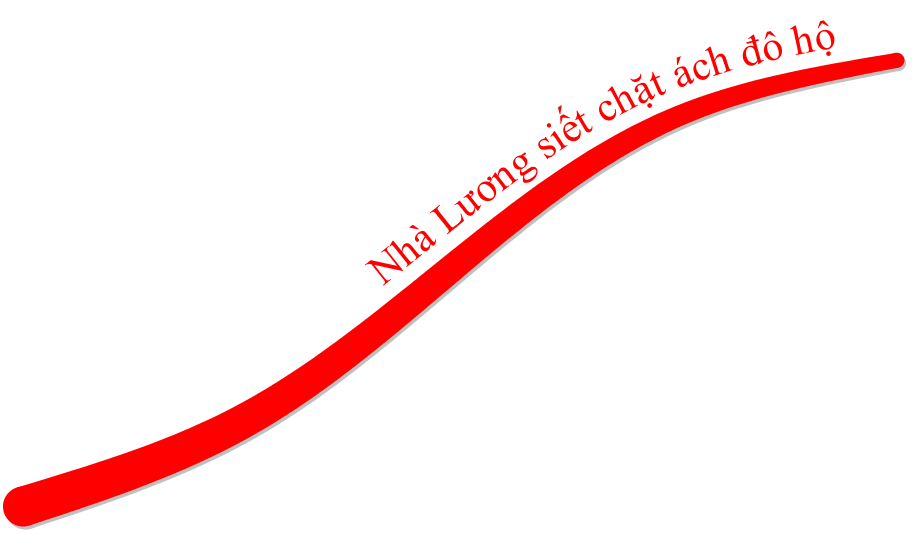 Nhà Lương siết chặt ách đô hộ